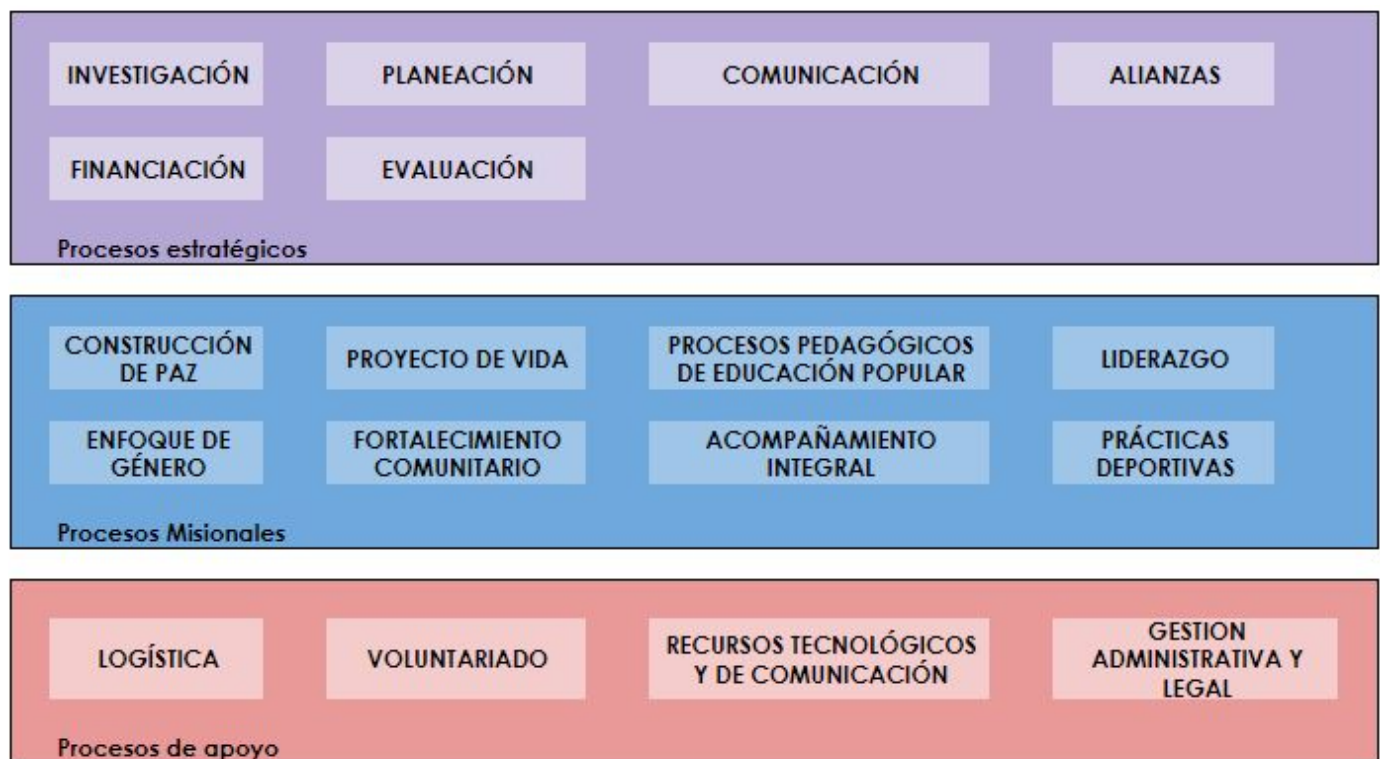 INVESTIGACIÓN
PLANEACIÓN
COMUNICACIÓN
ALIANZAS
FINANCIACIÓN
EVALUACIÓN
Procesos estratégicos
CONSTRUCCIÓN
DE PAZ
PROYECTO DE VIDA
PROCESOS PEDAGÓGICOS
DE EDUCACIÓN POPULAR
LIDERAZGO
ENFOQUE DE
GÉNERO
FORTALECIMIENTO
COMUNITARIO
ACOMPAÑAMIENTO
INTEGRAL
PRÁCTICAS
DEPORTIVAS
Procesos Misionales
LOGÍSTICA
VOLUNTARIADO
RECURSOS TECNOLÓGICOS
Y DE COMUNICACIÓN
GESTION
ADMINISTRATIVA Y
LEGAL
Procesos de apoyo